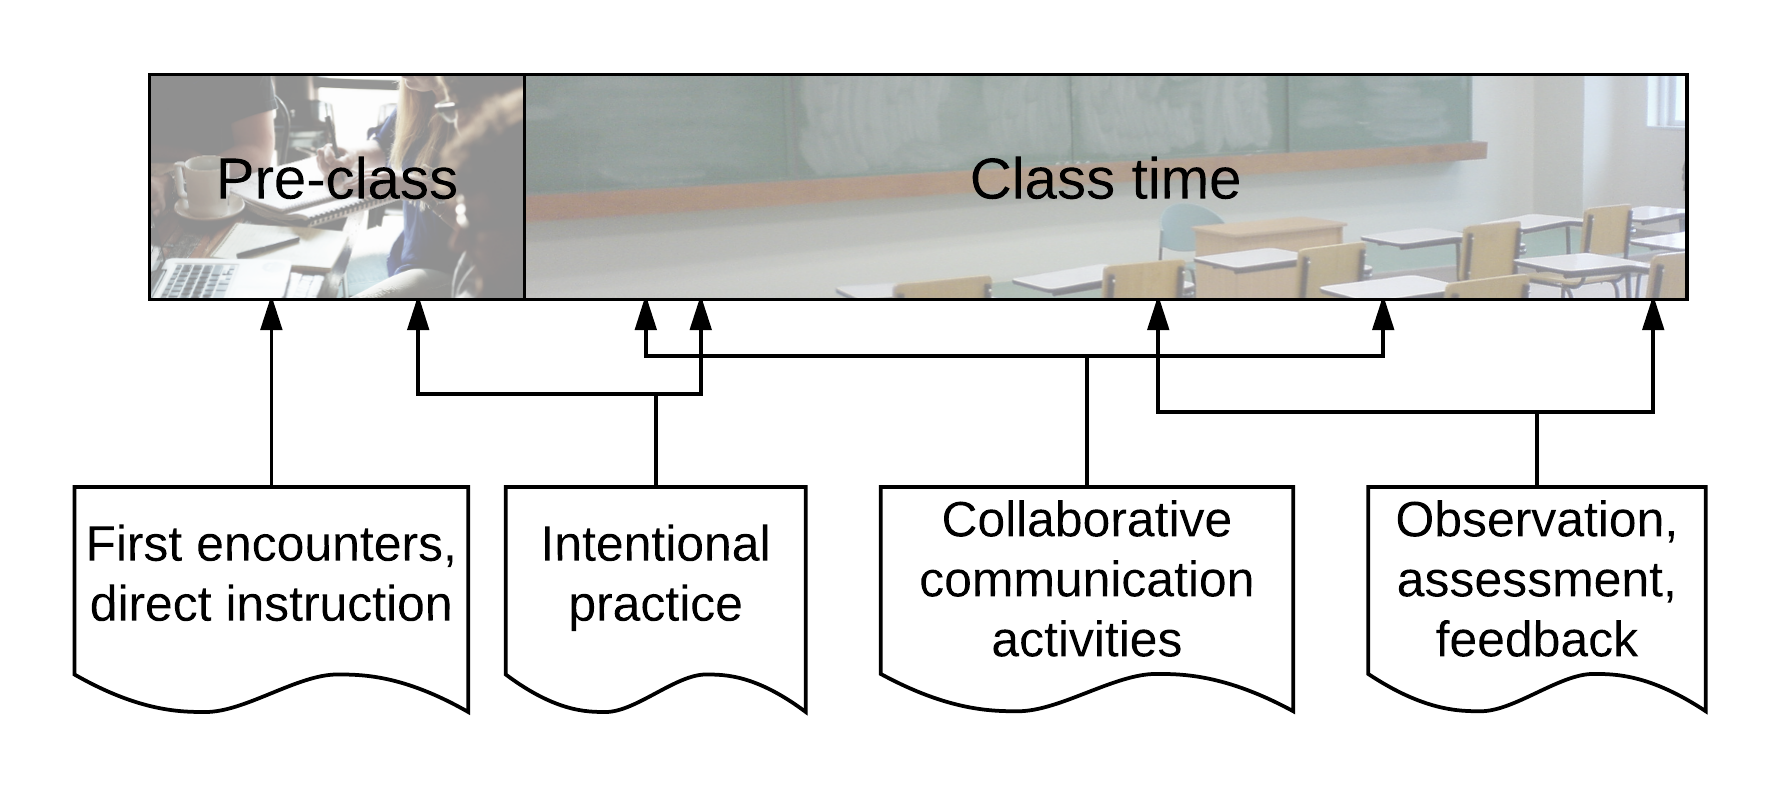 Pre-class
Class time
First encounters,
direct instruction
Intentional
practice
Collaborative
communication
activities
Observation,
assessment,
feedback